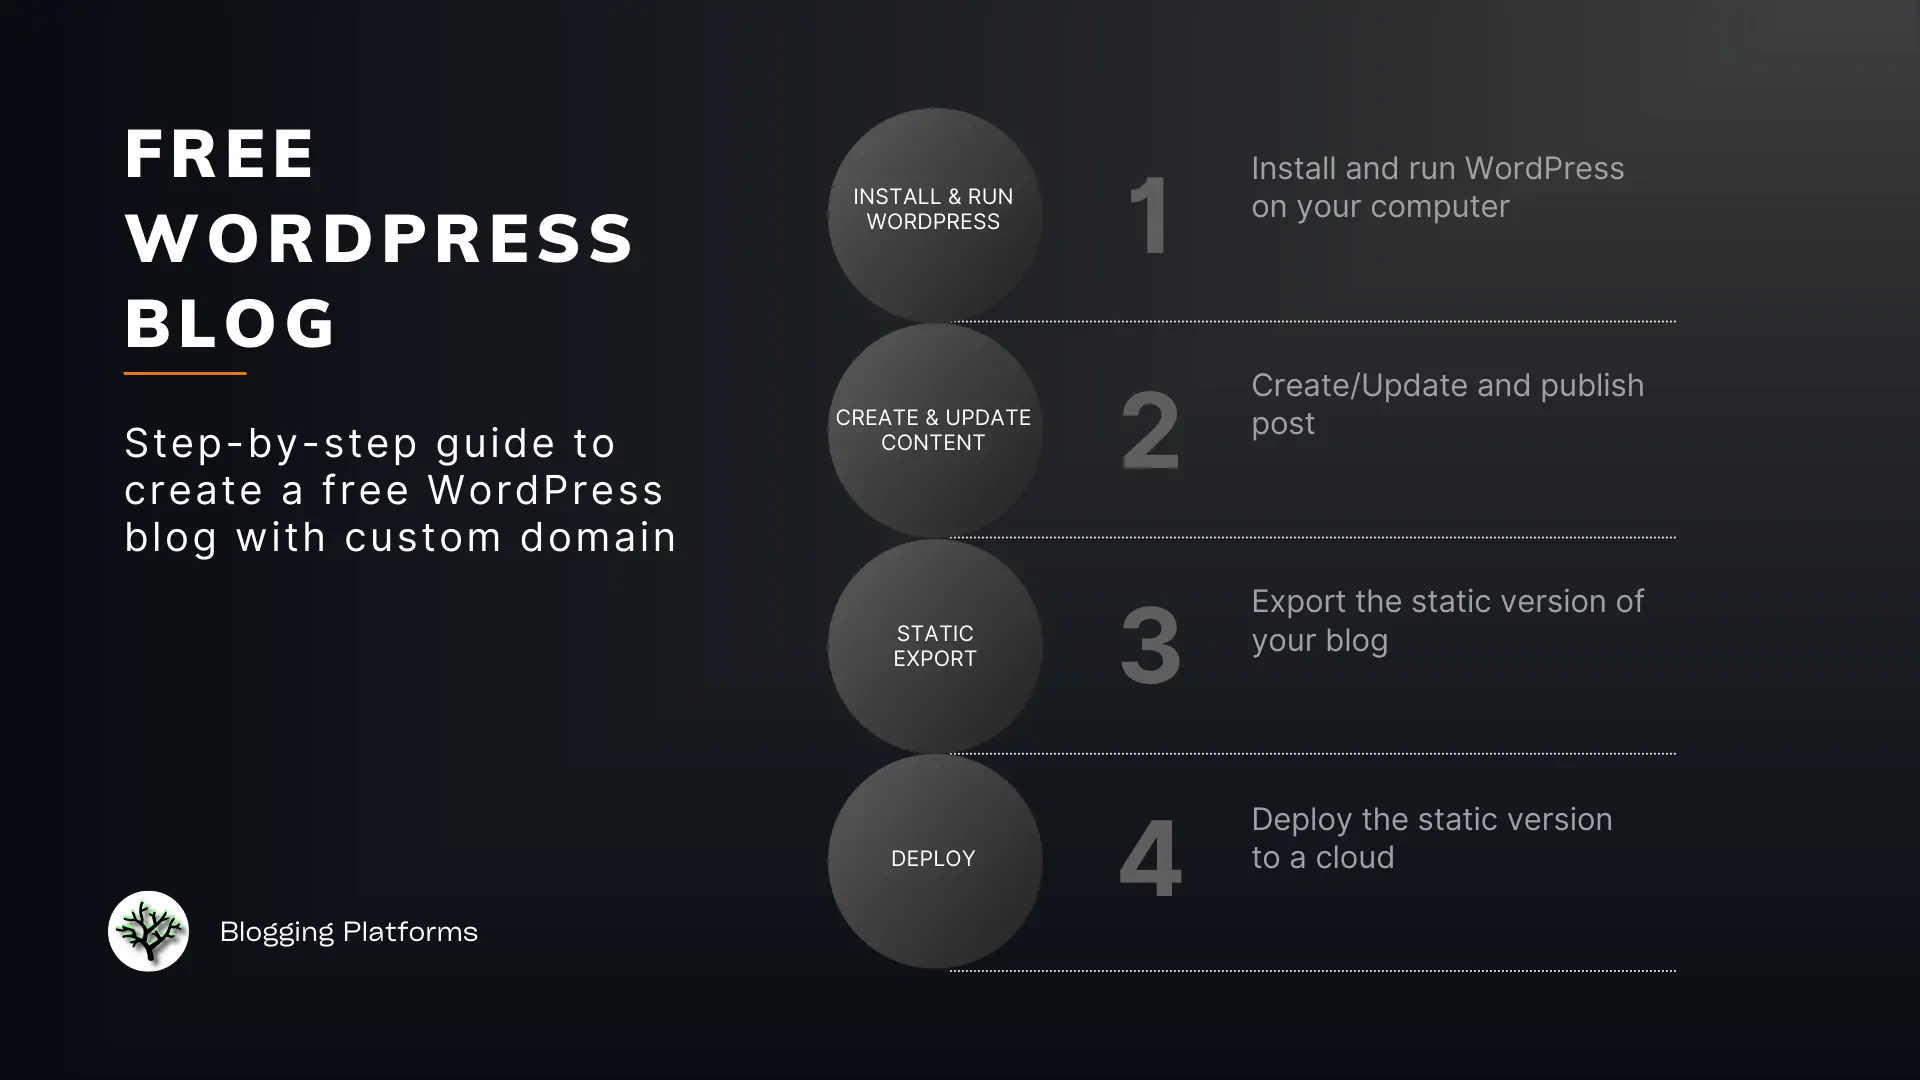 FREE
WORDPRESS
BLOG
Step-by-step guide to
create a free WordPress
blog with custom domain
INSTALL & RUN
WORDPRESS
1
Install and run WordPress
on your computer
CREATE & UPDATE
CONTENT
2
Create/Update and publish
post
STATIC
EXPORT
3
Export the static version of
your blog
DEPLOY
4
Deploy the static version
to a cloud
Blogging Platforms